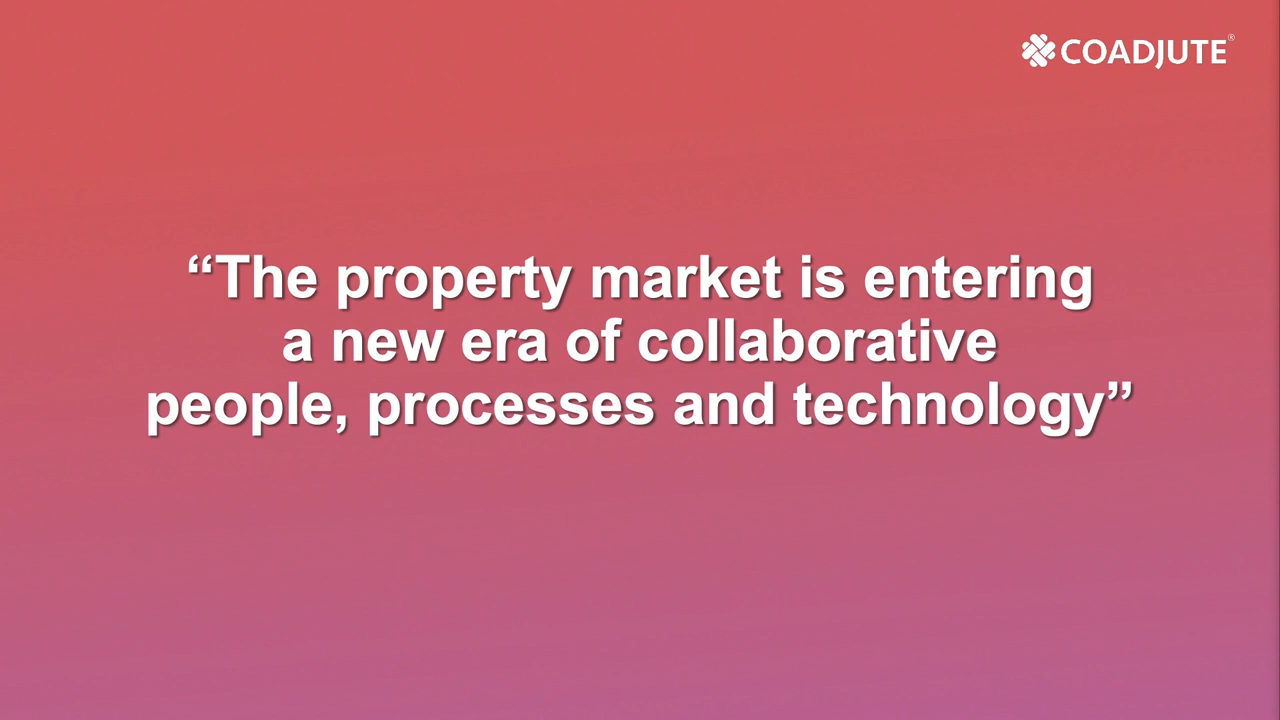 COADJUTE®
“The property market is entering
a new era of collaborative
people, processes and technology”